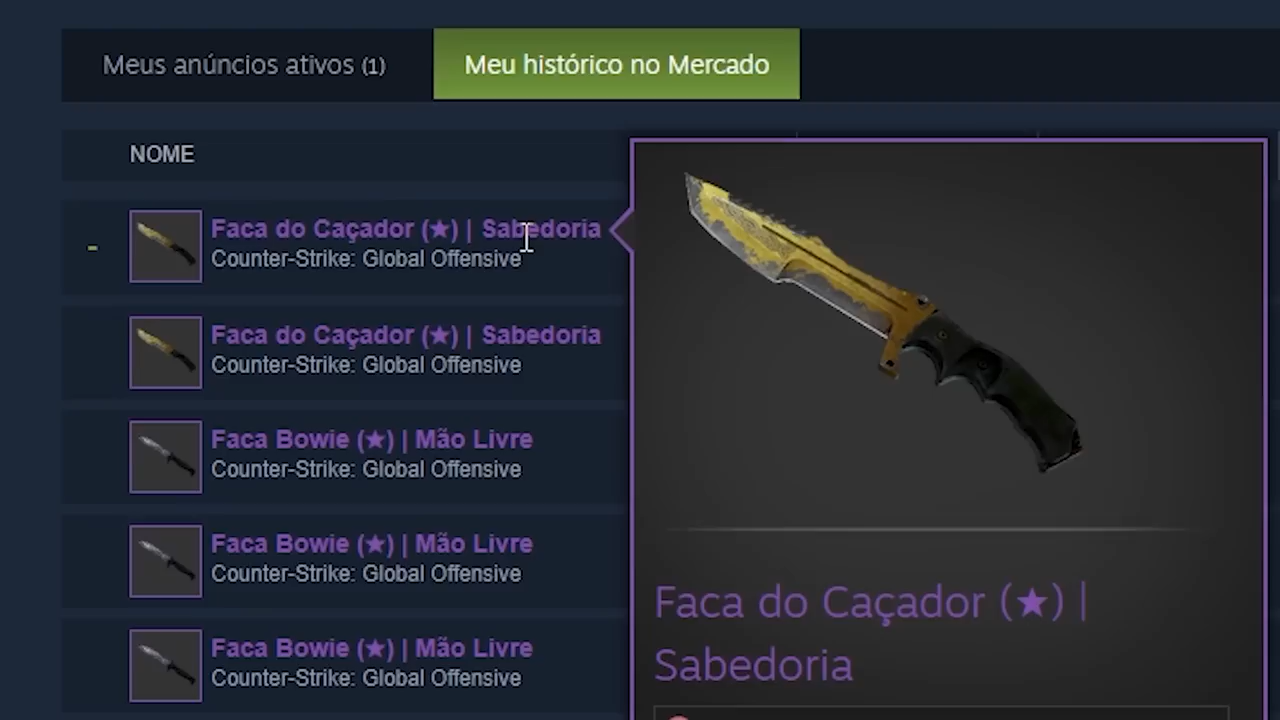 Meus anúncios ativos (1)
Meu histórico no Mercado
NOME
Faca do Caçador (★) | Sabedoria
Counter-Strike: Global Offensive
Faca do Caçador (★) | Sabedoria
Counter-Strike: Global Offensive
Faca Bowie (★) | Mão Livre
Counter-Strike: Global Offensive
Faca Bowie (★) | Mão Livre
Counter-Strike: Global Offensive
Faca Bowie (★) | Mão Livre
Counter-Strike: Global Offensive
Faca do Caçador (★) |
Sabedoria